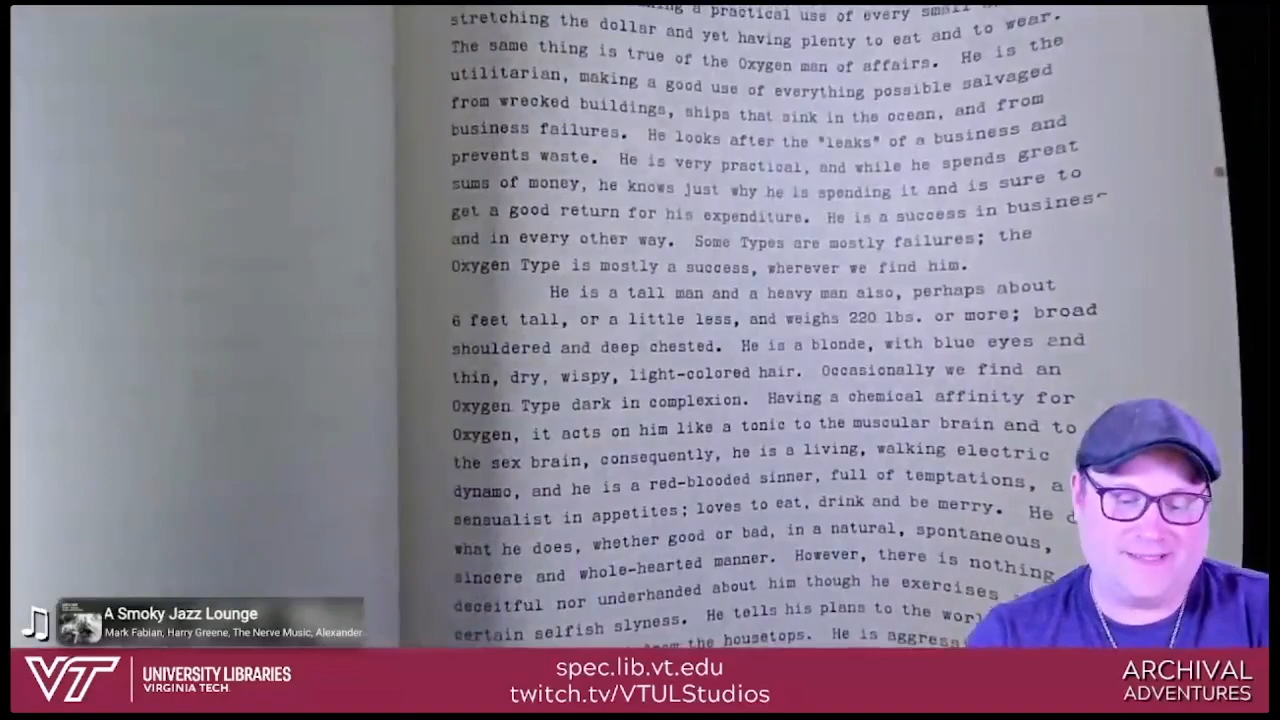 a practical use of every small
stretching the dollar and yet having plenty to eat and to wear.
The same thing is true of the Oxygen man of affairs. He is the
utilitarian, making a good use of everything possible salvaged
from wrecked buildings, ships that sink in the ocean, and from
business failures. He looks after the "leaks" of a business and
prevents waste. He is very practical, and while he spends great
sums of money, he knows just why he is spending it and is sure to
get a good return for his expenditure. He is a success in busines
and in every other way. Some Types are mostly failures; the
Oxygen Type is mostly a success, wherever we find him.
He is a tall man and a heavy man also, perhaps about
6 feet tall, or a little less, and weighs 220 lbs. or more; broad
shouldered and deep chested. He is a blonde, with blue eyes and
thin, dry, wispy, light-colored hair. Occasionally we find an
Oxygen Type dark in complexion. Having a chemical affinity for
Oxygen, it acts on him like a tonic to the muscular brain and to
the sex brain, consequently, he is a living, walking electric
dynamo, and he is a red-blooded sinner, full of temptations, a
sensualist in appetites; loves to eat, drink and be merry. He
what he does, whether good or bad, in a natural, spontaneous,
sincere and whole-hearted manner. However, there is nothing
deceitful nor underhanded about him though he exercises
certain selfish slyness. He tells his plans to the
the housetops. He is
A Smoky Jazz Lounge
Mark Fabian, Harry Greene, The Nerve Music, Alexander
VT UNIVERSITY LIBRARIES
VIRGINIA TECH.
spec.lib.vt.edu
twitch.tv/VTULStudios
ARCHIVAL
ADVENTURES